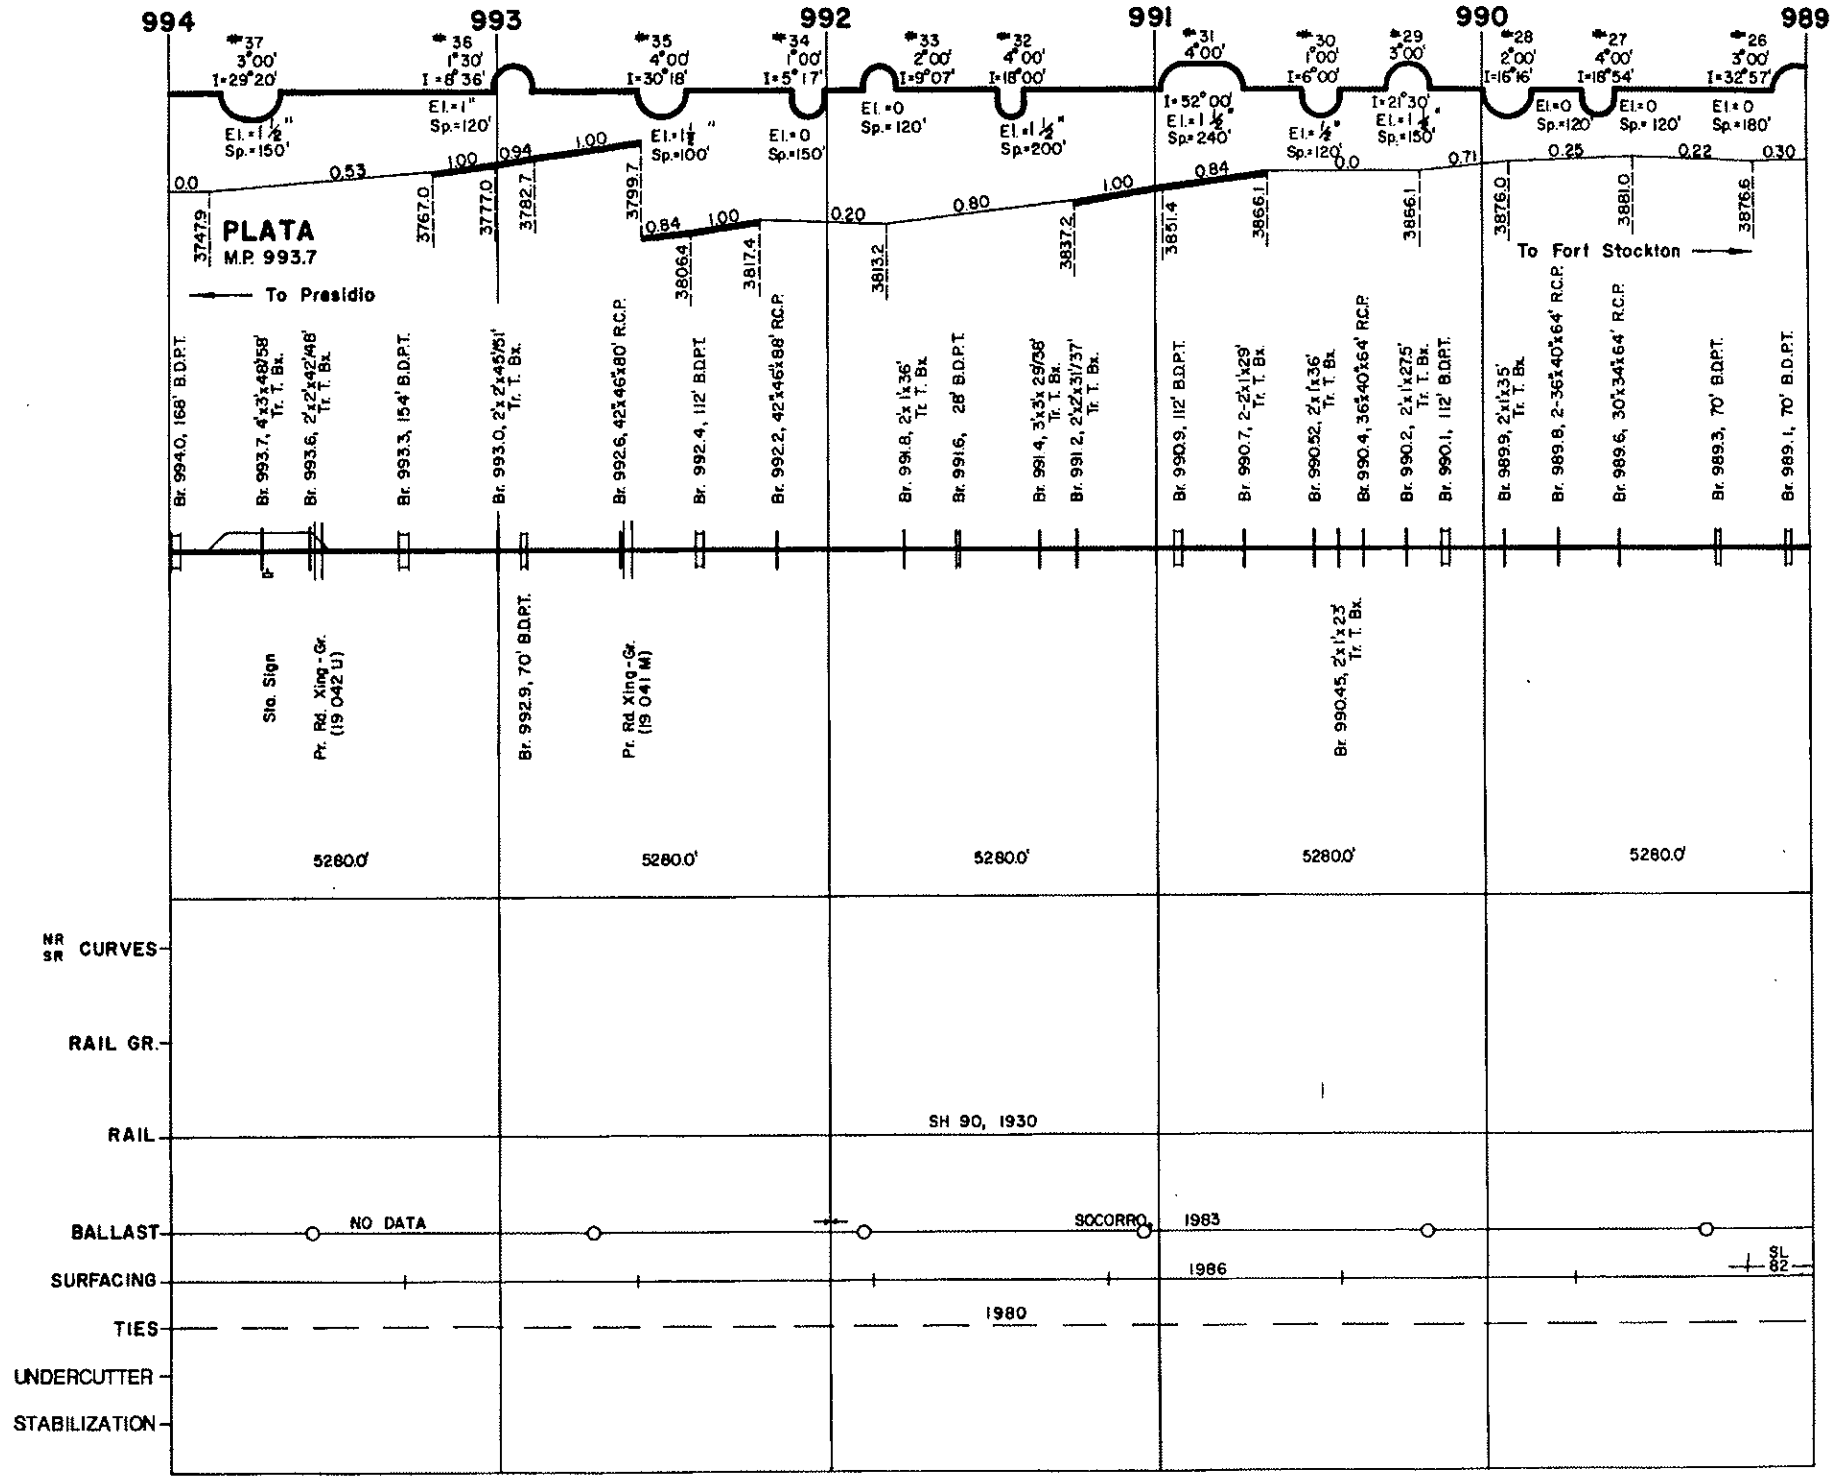 994
993
992
991
990
989
#37
3°00'
I=29°20'
#36
1°30'
I=8°36'
#35
4°00'
I=30°18'
#34
1°00'
I=5°17'
#33
2°00'
I=9°07'
#32
4°00'
I=18°00'
#31
4°00'
#30
1°00'
I=6°00'
#29
3°00'
#28
2°00'
I=16°16'
#27
4°00'
I=18°54'
#26
3°00'
I=32°57'
El.=1½"
Sp.=150'
El.=1"
Sp.=120'
Sp.=100'
El.=0
Sp.=150'
El.=0
Sp.=120'
El.=1½"
Sp.=200'
I=52°00'
El.=1½"
Sp.=240'
El.=½"
Sp.=120'
I=21°30'
Sp.=150'
El.=0
Sp.=120'
El.=0
Sp.=120'
El.=0
Sp.=180'
0.0
0.53
1.00
0.94
1.00
0.84
1.00
0.20
0.80
1.00
0.84
0.0
0.71
0.25
0.22
0.30
3747.9
3767.0
3777.0
3782.7
3799.7
3806.4
3817.4
3813.2
3837.2
3851.4
3866.1
3866.1
3876.0
3881.0
3876.6
PLATA
M.P. 993.7
To Presidio
To Fort Stockton
Br. 994.0, 168' B.D.P.T.
Br. 993.7, 4'x3'x48'/58'
Tr. T. Bx.
Br. 993.6, 2'x2'x42'/48'
Tr. T. Bx.
Br. 993.3, 154' B.D.P.T.
Br. 993.0, 2'x2'x45'/51'
Tr. T. Bx.
Br. 992.6, 42"x46"x80' R.C.P.
Br. 992.4, 112' B.D.P.T.
Br. 992.2, 42"x46"x88' R.C.P.
Br. 991.8, 2'x1'x36'
Tr. T. Bx.
Br. 991.6, 28' B.D.P.T.
Br. 991.4, 3'x3'x29'/38'
Tr. T. Bx.
Br. 991.2, 2'x2'x31'/37'
Tr. T. Bx.
Br. 990.9, 112' B.D.P.T.
Br. 990.7, 2-2'x1'x29'
Tr. T. Bx.
Br. 990.52, 2'x1'x36'
Tr. T. Bx.
Br. 990.4, 36"x40"x64' R.C.P.
Br. 990.2, 2'x1'x27.5'
Tr. T. Bx.
Br. 990.1, 112' B.D.P.T.
Br. 989.9, 2'x1'x35'
Tr. T. Bx.
Br. 989.8, 2-36"x40"x64' R.C.P.
Br. 989.6, 30"x34"x64' R.C.P.
Br. 989.3, 70' B.D.P.T.
Br. 989.1, 70' B.D.P.T.
Sta. Sign
Pr. Rd. Xing-Gr.
(19 042 U)
Br. 992.9, 70' B.D.P.T.
Pr. Rd. Xing-Gr.
(19 041 M)
Br. 990.45, 2'x1'x23'
Tr. T. Bx.
5280.0'
5280.0'
5280.0'
5280.0'
5280.0'
NR
SR
CURVES
RAIL GR.
RAIL
SH 90, 1930
BALLAST
NO DATA
SOCORRO, 1983
SURFACING
1986
SL
82
TIES
1980
UNDERCUTTER
STABILIZATION